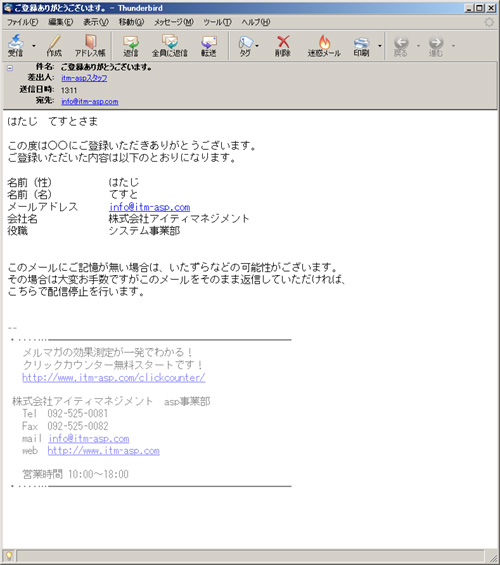 ご登録ありがとうございます。 - Thunderbird
ファイル(F) 編集(E) 表示(V) 移動(G) メッセージ(M) ツール(T) ヘルプ(H)
受信 作成 アドレス帳 返信 全員に返信 転送 タグ 削除 迷惑メール 印刷 戻る 進む
件名: ご登録ありがとうございます。
差出人: itm-aspスタッフ
送信日時: 13:11
宛先: info@itm-asp.com
はたじ てすとさま
この度は〇〇にご登録いただきありがとうございます。
ご登録いただいた内容は以下のとおりになります。
名前（性） はたじ
名前（名） てすと
メールアドレス info@itm-asp.com
会社名 株式会社アイティマネジメント
役職 システム事業部
このメールにご記憶が無い場合は、いたずらなどの可能性がございます。
その場合は大変お手数ですがこのメールをそのまま返信していただければ、
こちらで配信停止を行います。
--
メルマガの効果測定が一発でわかる！
クリックカウンター無料スタートです！
http://www.itm-asp.com/clickcounter/
株式会社アイティマネジメント asp事業部
Tel 092-525-0081
Fax 092-525-0082
mail info@itm-asp.com
web http://www.itm-asp.com
営業時間 10:00～18:00